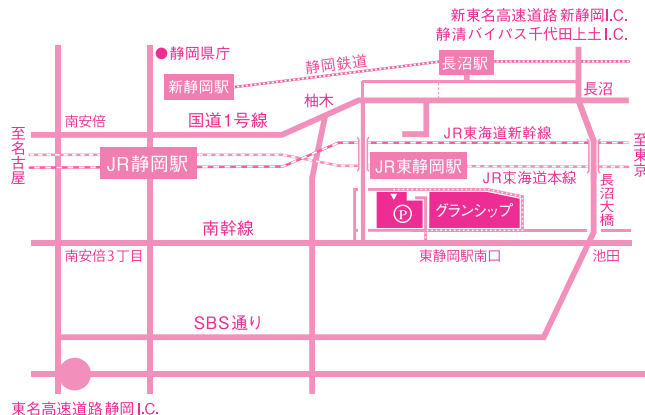 新東名高速道路 新静岡I.C.
静清バイパス千代田上土I.C.
静岡県庁
静岡鉄道
長沼駅
新静岡駅
柚木
長沼
南安倍
国道1号線
JR東海道新幹線
至名古屋
至東京
JR静岡駅
JR東静岡駅
JR東海道本線
長沼大橋
グランシップ
P
南幹線
南安倍3丁目
東静岡駅南口
池田
SBS通り
東名高速道路 静岡I.C.